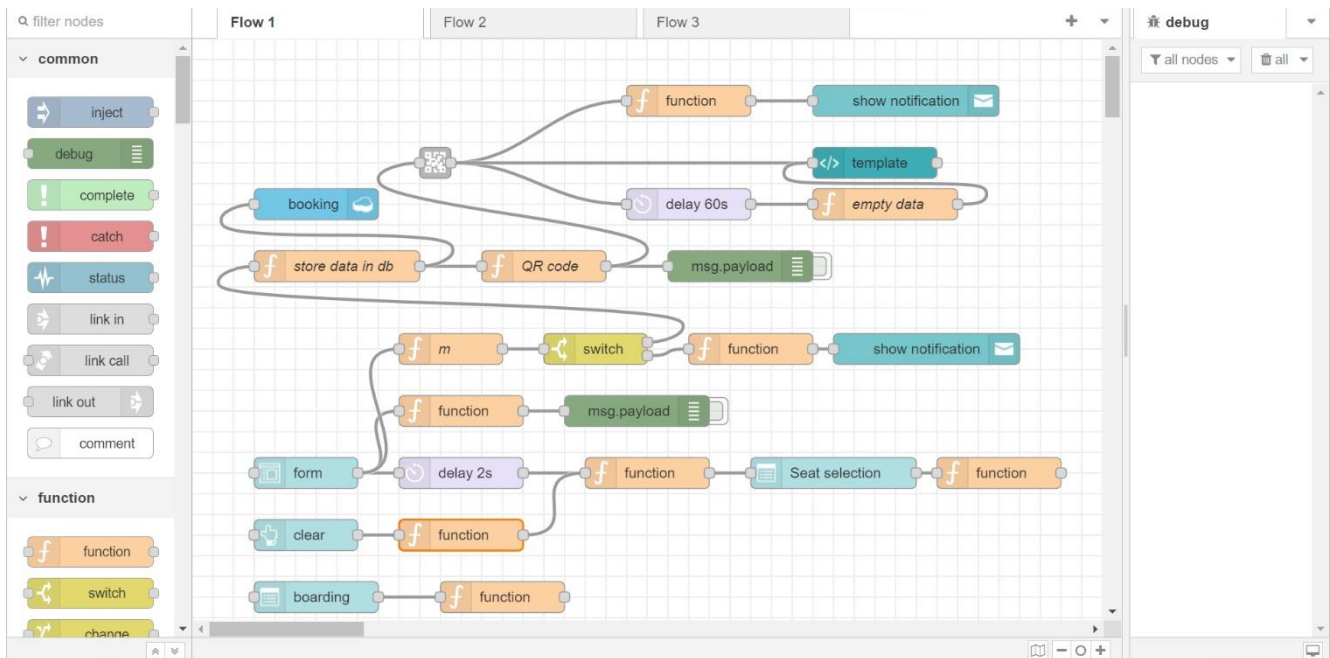 filter nodes
Flow 1
Flow 2
Flow 3
debug
common
all nodes
all
inject
debug
complete
catch
status
link in
link call
link out
comment
function
function
switch
change
function
show notification
template
booking
delay 60s
empty data
store data in db
QR code
msg.payload
m
switch
function
show notification
function
msg.payload
form
delay 2s
function
Seat selection
function
clear
function
boarding
function